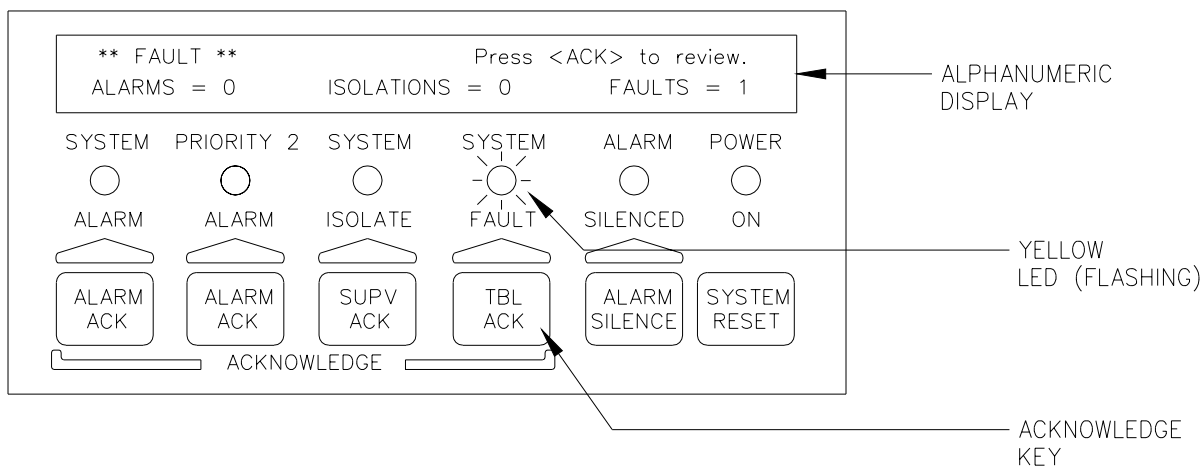 ** FAULT ** Press <ACK> to review.
ALARMS = 0 ISOLATIONS = 0 FAULTS = 1
ALPHANUMERIC
DISPLAY
SYSTEM PRIORITY 2 SYSTEM SYSTEM ALARM POWER
ALARM ALARM ISOLATE FAULT SILENCED ON
YELLOW
LED (FLASHING)
ALARM ACK
ALARM ACK
SUPV ACK
TBL ACK
ALARM SILENCE
SYSTEM RESET
ACKNOWLEDGE
ACKNOWLEDGE
KEY